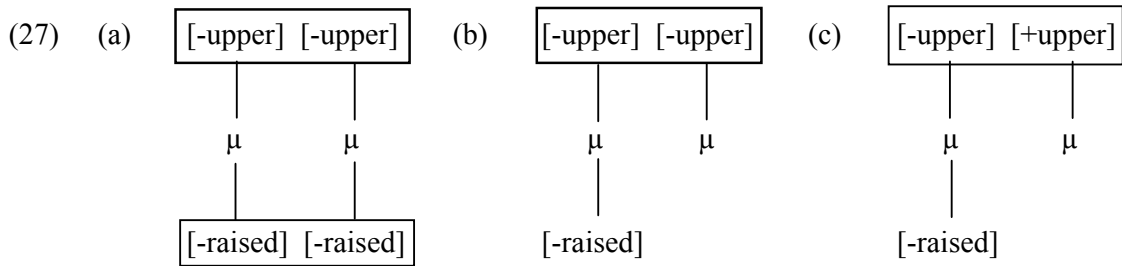 (27) (a) [-upper] [-upper] (b) [-upper] [-upper] (c) [-upper] [+upper]
μ μ μ μ μ μ
[-raised] [-raised] [-raised] [-raised]